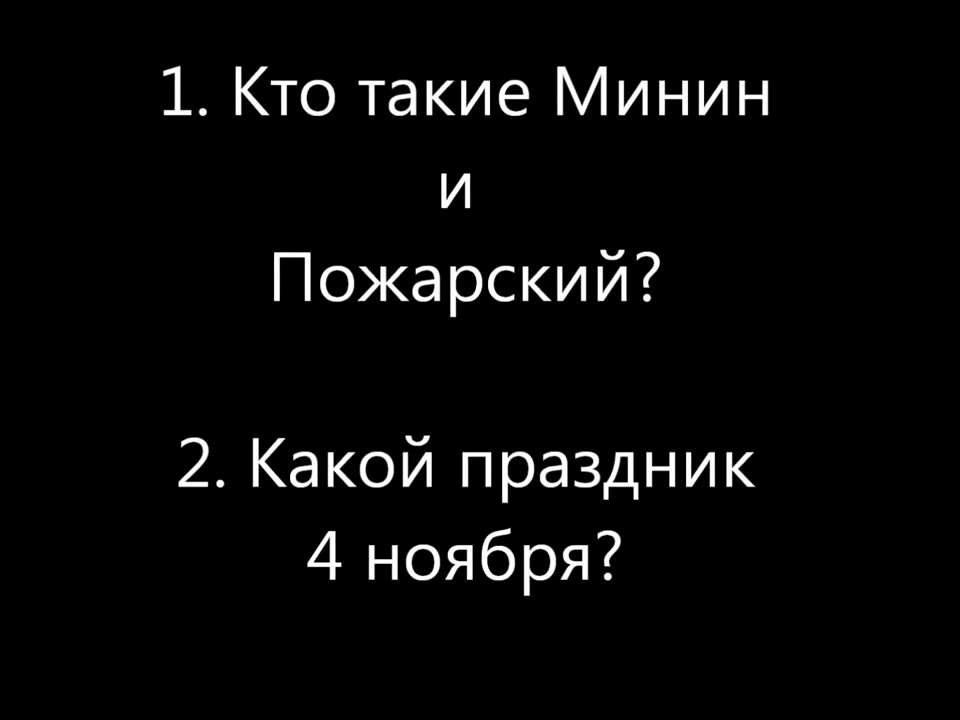 1. Кто такие Минин
и
Пожарский?
2. Какой праздник
4 ноября?